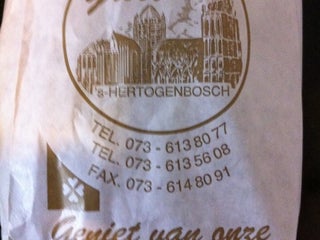 's-HERTOGENBOSCH
TEL. 073 - 613 80 77
TEL. 073 - 613 56 08
FAX. 073 - 614 80 91
Geniet van onze